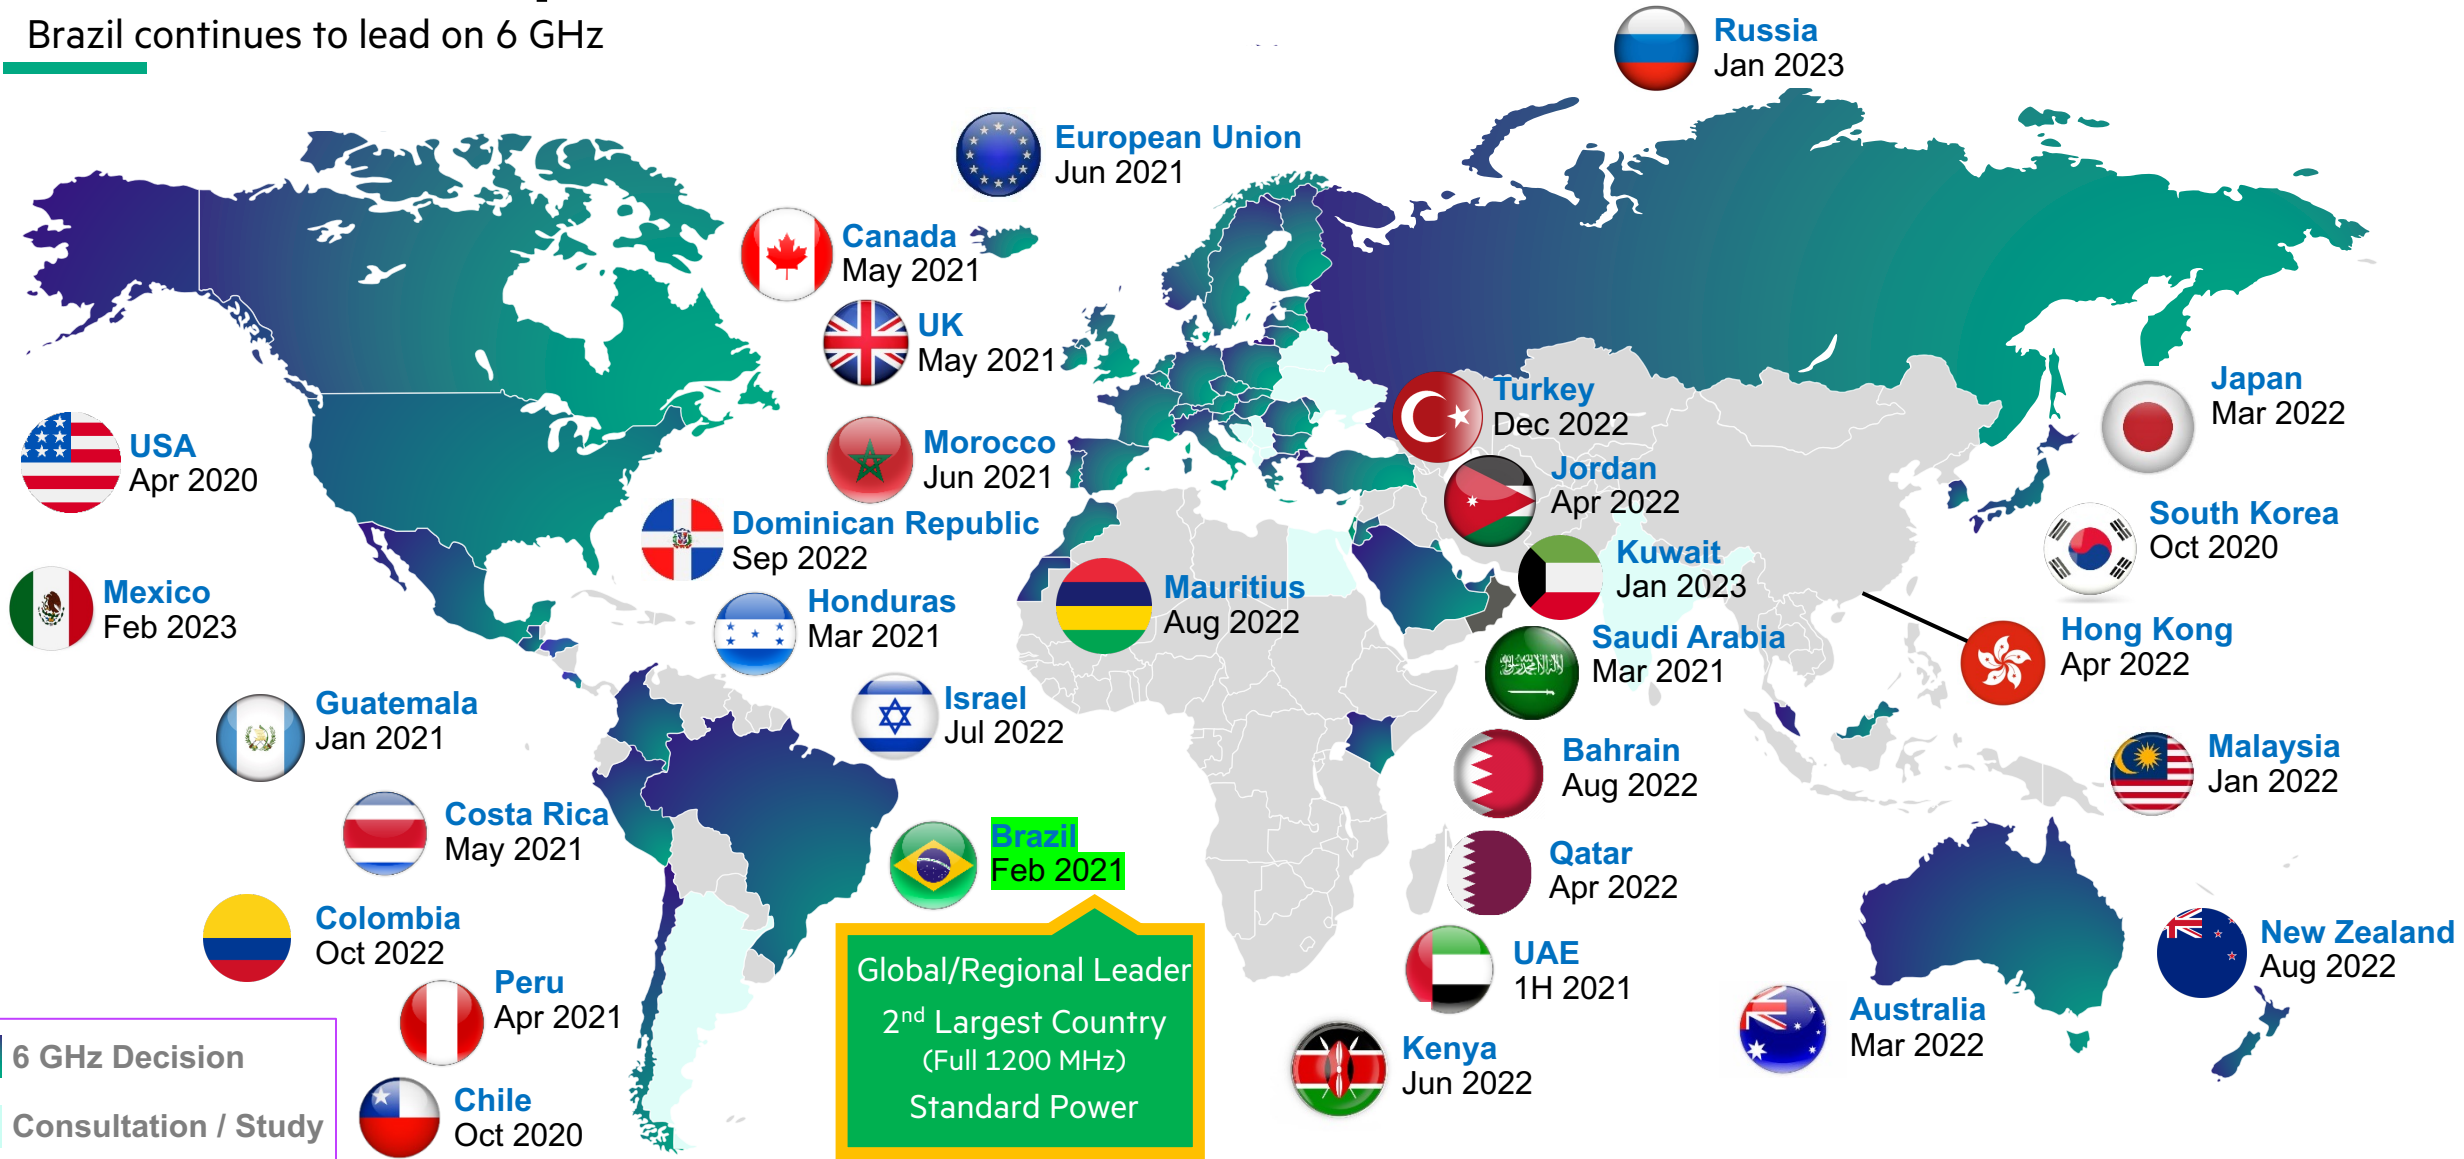 Brazil continues to lead on 6 GHz
Russia
Jan 2023
European Union
Jun 2021
Canada
May 2021
UK
May 2021
Turkey
Dec 2022
Japan
Mar 2022
USA
Apr 2020
Morocco
Jun 2021
Jordan
Apr 2022
Dominican Republic
Sep 2022
South Korea
Oct 2020
Kuwait
Jan 2023
Mexico
Feb 2023
Honduras
Mar 2021
Mauritius
Aug 2022
Saudi Arabia
Mar 2021
Hong Kong
Apr 2022
Guatemala
Jan 2021
Israel
Jul 2022
Bahrain
Aug 2022
Malaysia
Jan 2022
Costa Rica
May 2021
Brazil
Feb 2021
Qatar
Apr 2022
Colombia
Oct 2022
UAE
1H 2021
New Zealand
Aug 2022
Peru
Apr 2021
Global/Regional Leader
2nd Largest Country
(Full 1200 MHz)
Standard Power
Australia
Mar 2022
Kenya
Jun 2022
Chile
Oct 2020
6 GHz Decision
Consultation / Study